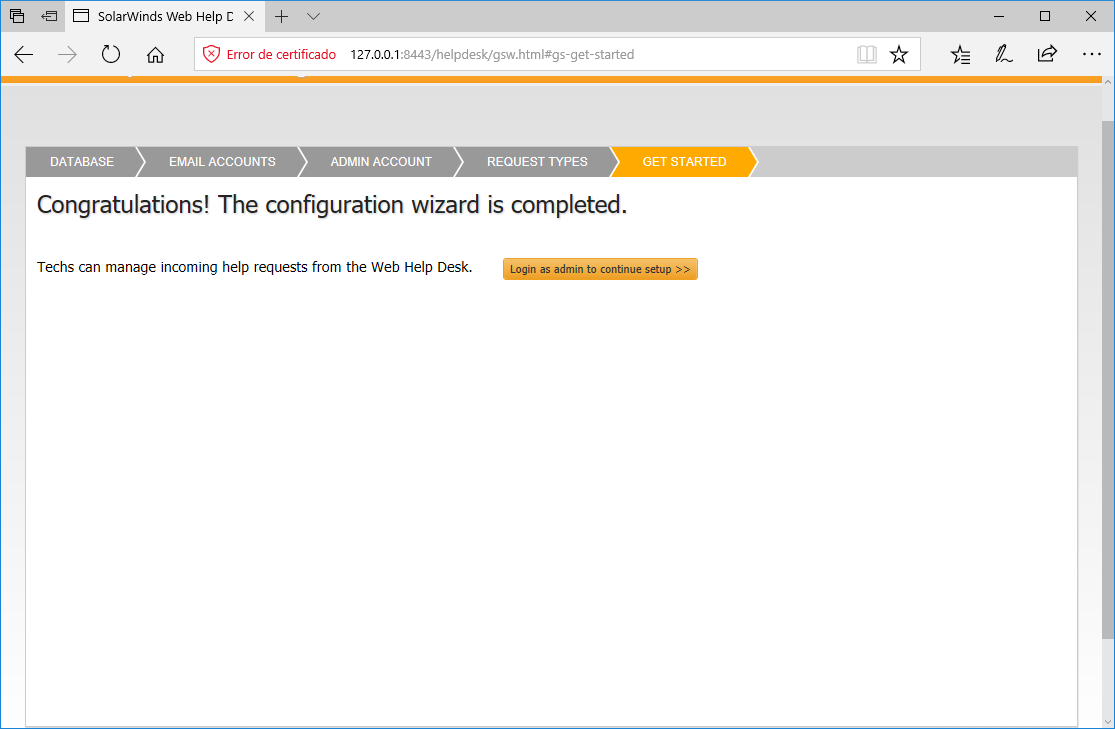 SolarWinds Web Help D
Error de certificado 127.0.0.1:8443/helpdesk/gsw.html#gs-get-started
DATABASE EMAIL ACCOUNTS ADMIN ACCOUNT REQUEST TYPES GET STARTED
Congratulations! The configuration wizard is completed.
Techs can manage incoming help requests from the Web Help Desk. Login as admin to continue setup >>